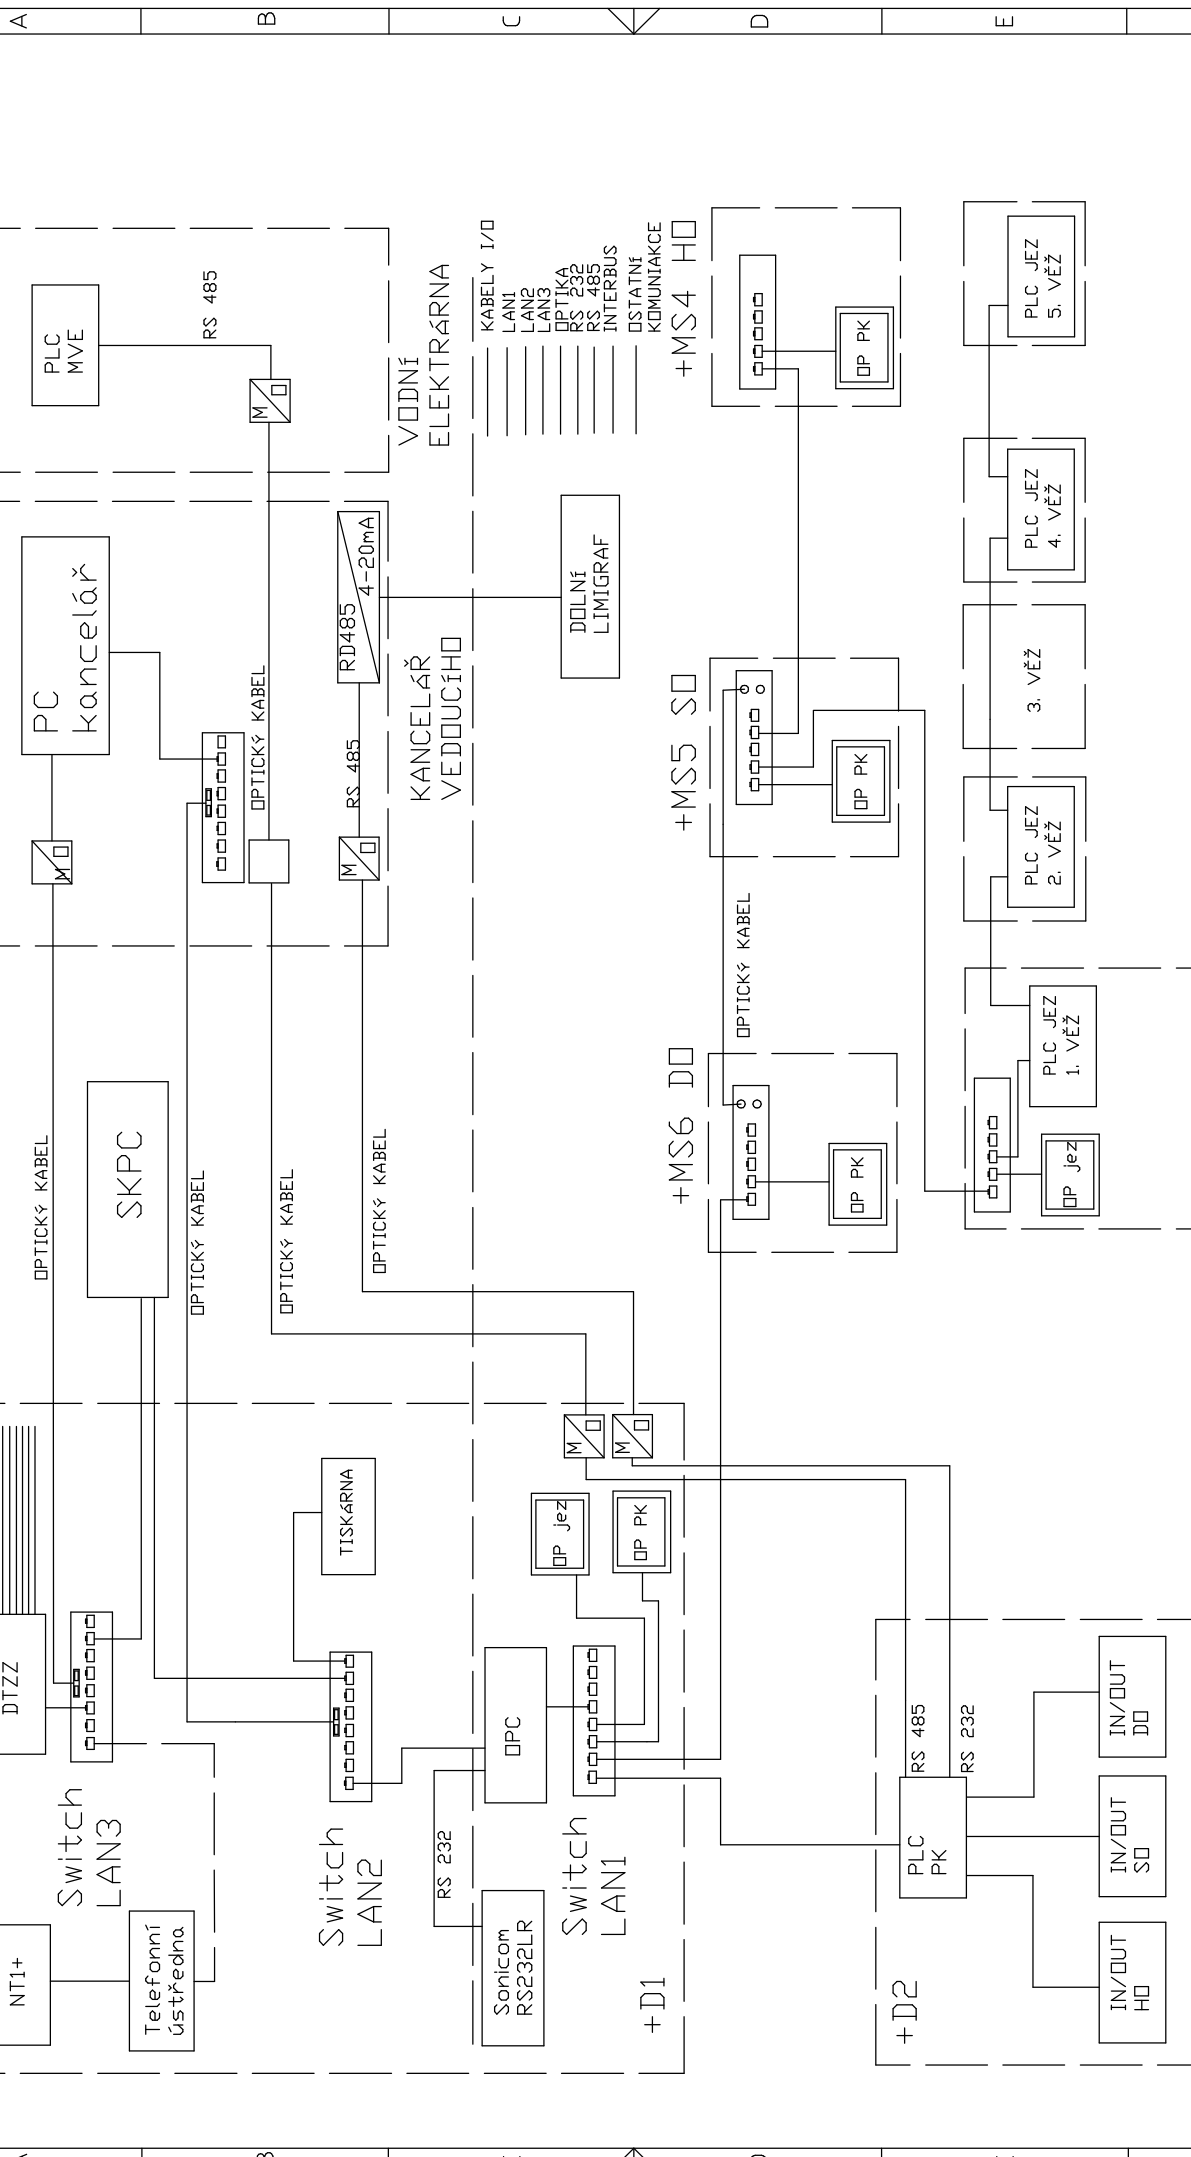 A
B
C
D
E
PLC
MVE
RS 485
M O
VODNÍ
ELEKTRÁRNA
KABELY I/O
LAN1
LAN2
LAN3
OPTIKA
RS 232
RS 485
INTERBUS
OSTATNÍ
KOMUNIAKCE
+MS4 HO
OP PK
PLC JEZ
5. VĚŽ
PLC JEZ
4. VĚŽ
3. VĚŽ
PLC JEZ
2. VĚŽ
PLC JEZ
1. VĚŽ
OP jez
PC
Kancelář
M O
OPTICKÝ KABEL
RD485
4-20mA
RS 485
M O
KANCELÁŘ
VEDOUCÍHO
DOLNÍ
LIMIGRAF
+MS5 SO
OP PK
OPTICKÝ KABEL
+MS6 DO
OP PK
OPTICKÝ KABEL
SKPC
OPTICKÝ KABEL
OPTICKÝ KABEL
OPTICKÝ KABEL
M O
M O
DTZZ
Switch
LAN3
TISKÁRNA
OP jez
OP PK
OPC
Switch
LAN2
RS 232
Switch
LAN1
NT1+
Telefonní
ústředna
Sonicom
RS232LR
+D1
RS 485
RS 232
PLC
PK
IN/OUT
DO
IN/OUT
SO
IN/OUT
HO
+D2